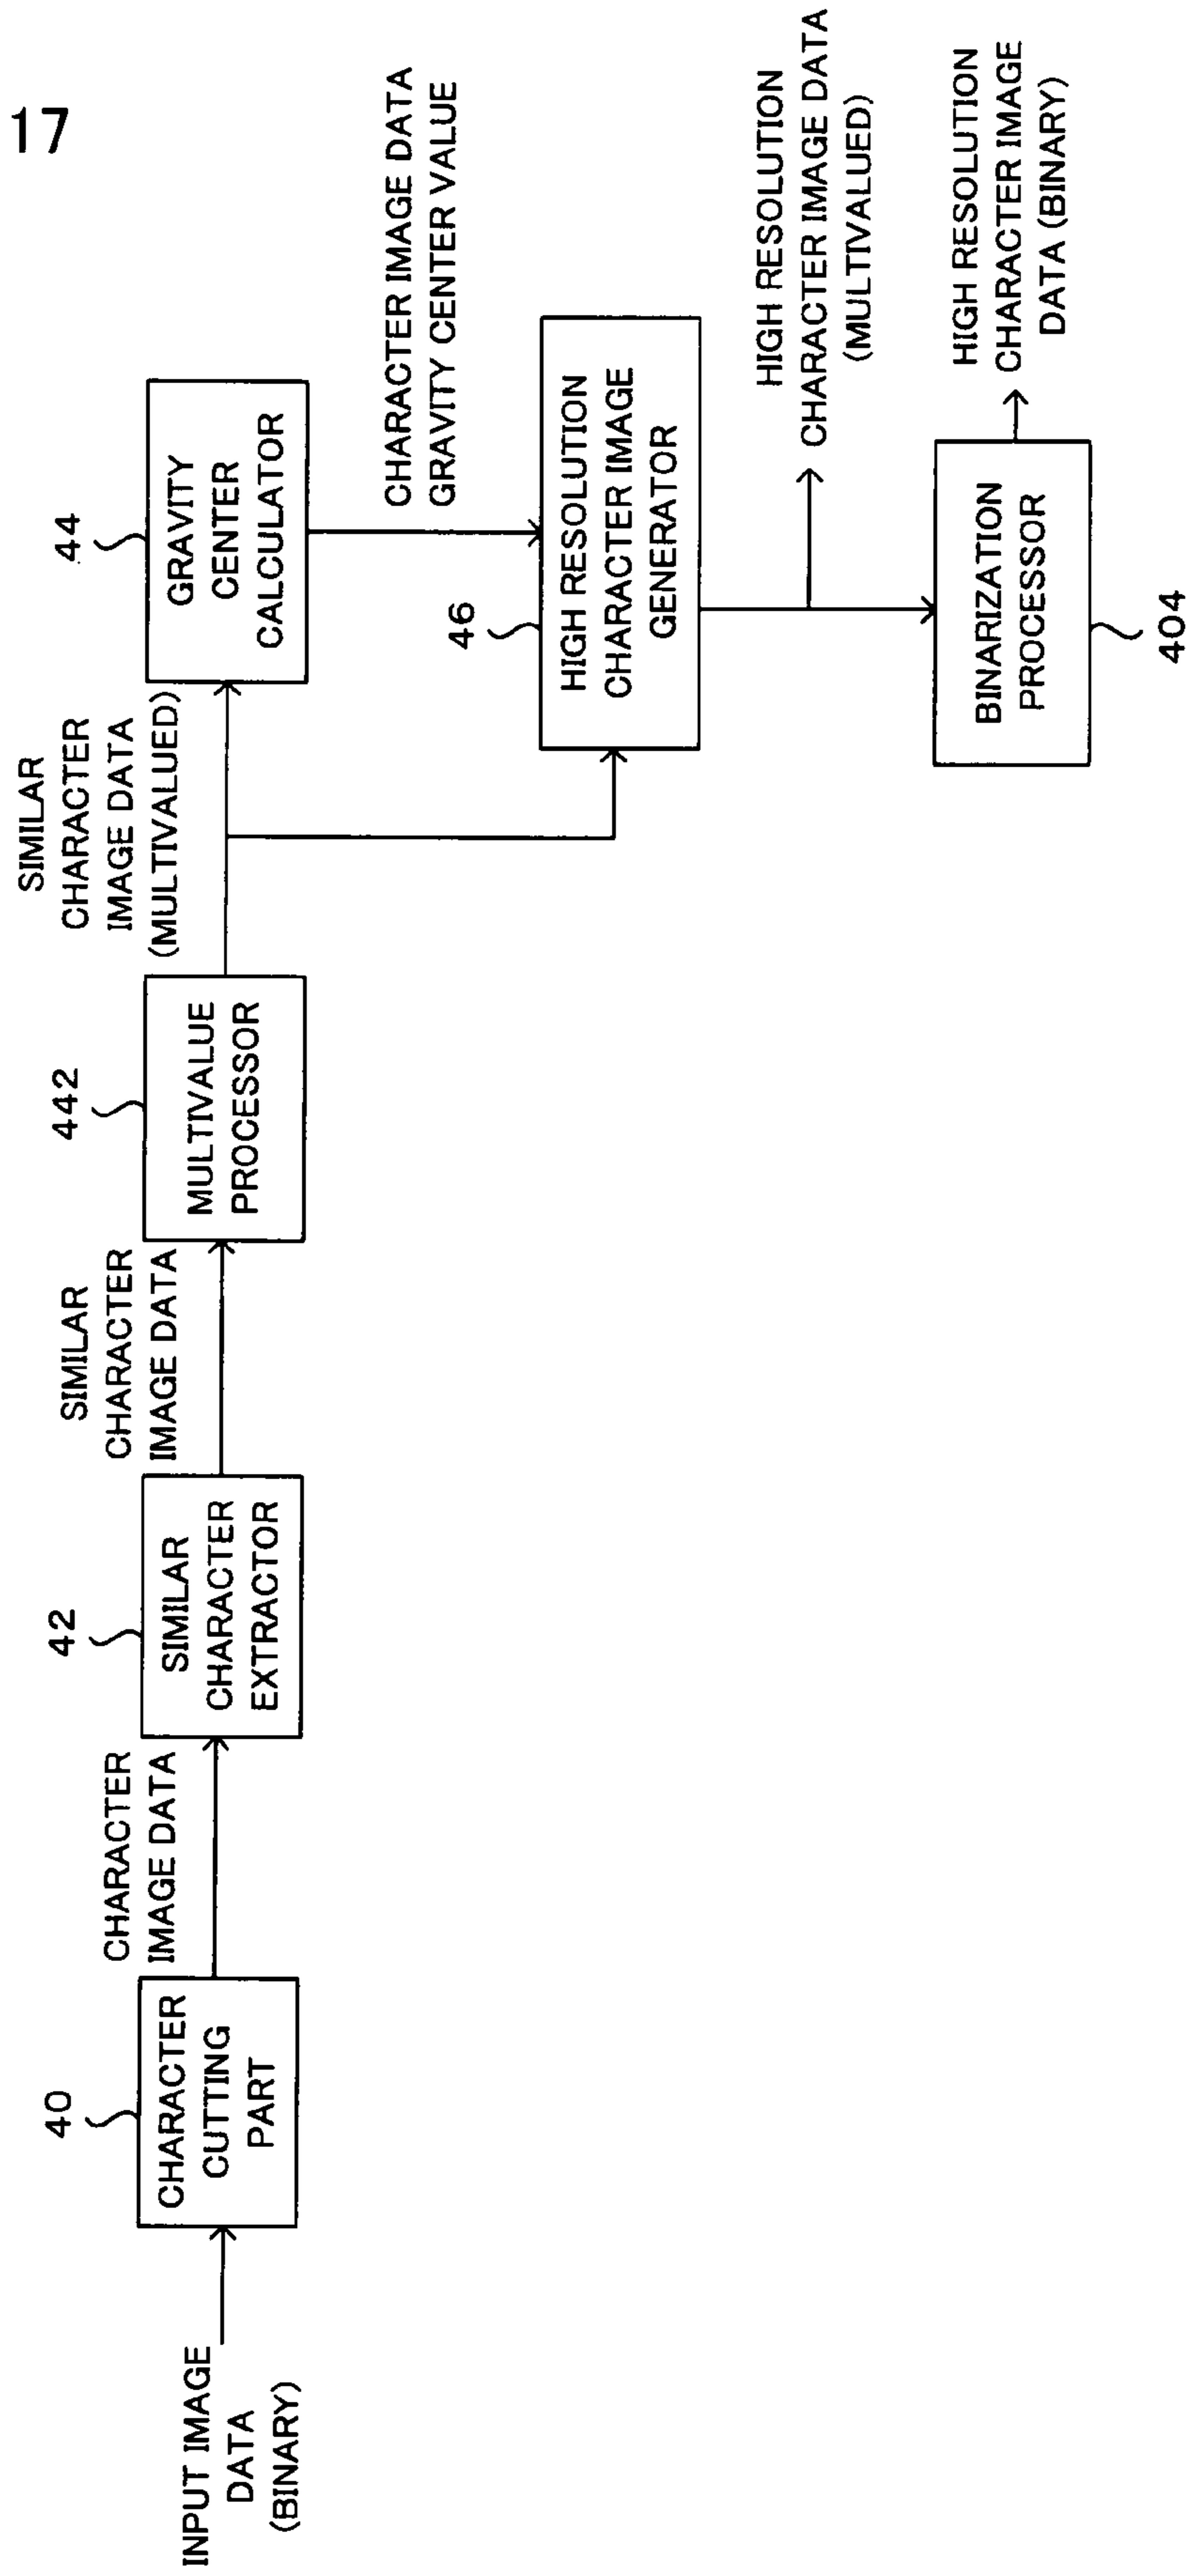 17
INPUT IMAGE
DATA
(BINARY)
40
CHARACTER
CUTTING
PART
CHARACTER
IMAGE DATA
42
SIMILAR
CHARACTER
EXTRACTOR
SIMILAR
CHARACTER
IMAGE DATA
442
MULTIVALUE
PROCESSOR
SIMILAR
CHARACTER
IMAGE DATA
(MULTIVALUED)
44
GRAVITY
CENTER
CALCULATOR
CHARACTER IMAGE DATA
GRAVITY CENTER VALUE
46
HIGH RESOLUTION
CHARACTER IMAGE
GENERATOR
HIGH RESOLUTION
CHARACTER IMAGE DATA
(MULTIVALUED)
BINARIZATION
PROCESSOR
404
HIGH RESOLUTION
CHARACTER IMAGE
DATA (BINARY)